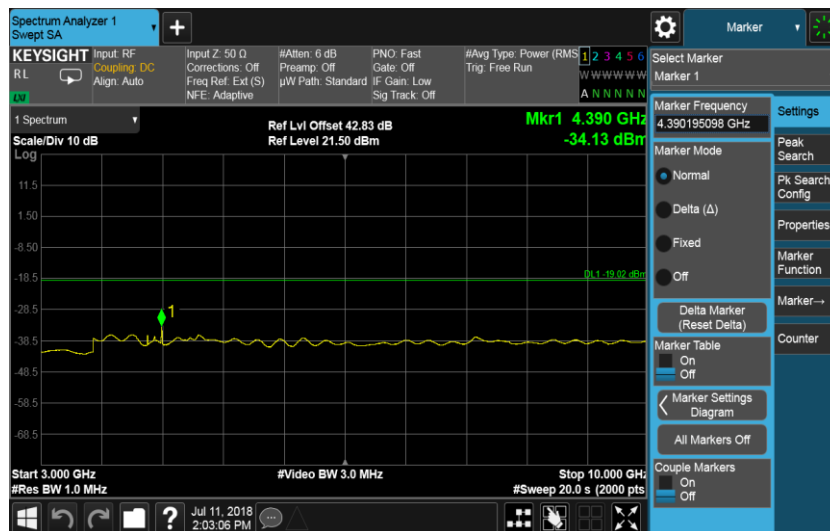 Spectrum Analyzer 1
Swept SA
+
Marker
KEYSIGHT
RL
LXI
Input: RF
Coupling: DC
Align: Auto
Input Z: 50 Ω
Corrections: Off
Freq Ref: Ext (S)
NFE: Adaptive
#Atten: 6 dB
Preamp: Off
µW Path: Standard
PNO: Fast
Gate: Off
IF Gain: Low
Sig Track: Off
#Avg Type: Power (RMS
Trig: Free Run
1 2 3 4 5 6
W W W W W W
A N N N N N
Select Marker
Marker 1
1 Spectrum
Scale/Div 10 dB
Log
Ref Lvl Offset 42.83 dB
Ref Level 21.50 dBm
Mkr1 4.390 GHz
-34.13 dBm
11.5
1.50
-8.50
-18.5
-28.5
-38.5
-48.5
-58.5
-68.5
DL1 -19.02 dBm
1
Start 3.000 GHz
#Res BW 1.0 MHz
#Video BW 3.0 MHz
Stop 10.000 GHz
#Sweep 20.0 s (2000 pts
Marker Frequency
4.390195098 GHz
Marker Mode
Normal
Delta (Δ)
Fixed
Off
Delta Marker
(Reset Delta)
Marker Table
On
Off
Marker Settings
Diagram
All Markers Off
Couple Markers
On
Off
Settings
Peak
Search
Pk Search
Config
Properties
Marker
Function
Marker→
Counter
?
Jul 11, 2018
2:03:06 PM